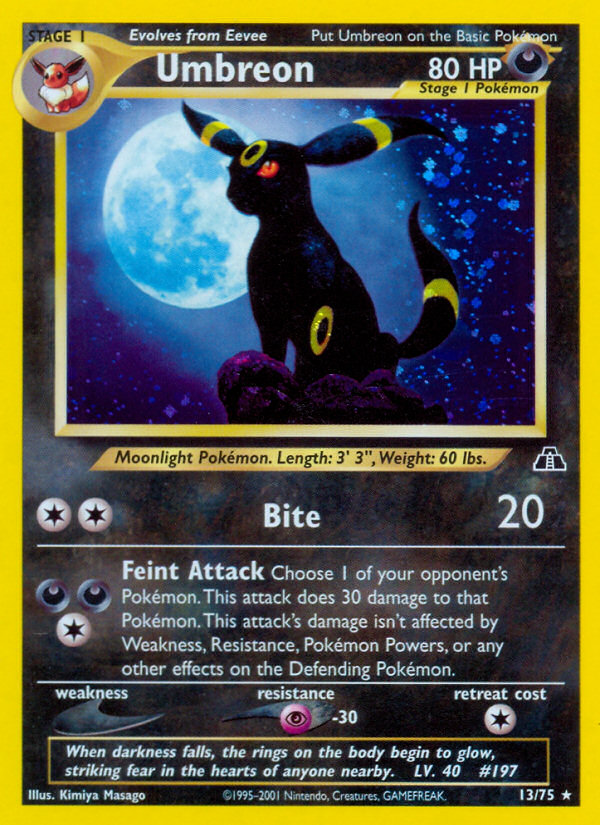 STAGE 1 Evolves from Eevee Put Umbreon on the Basic Pokémon
Umbreon 80 HP
Stage 1 Pokémon
Moonlight Pokémon. Length: 3' 3", Weight: 60 lbs.
Bite 20
Feint Attack Choose 1 of your opponent's
Pokémon. This attack does 30 damage to that
Pokémon. This attack's damage isn't affected by
Weakness, Resistance, Pokémon Powers, or any
other effects on the Defending Pokémon.
weakness resistance retreat cost
-30
When darkness falls, the rings on the body begin to glow,
striking fear in the hearts of anyone nearby. LV. 40 #197
Illus. Kimiya Masago ©1995-2001 Nintendo, Creatures, GAMEFREAK. 13/75 ★